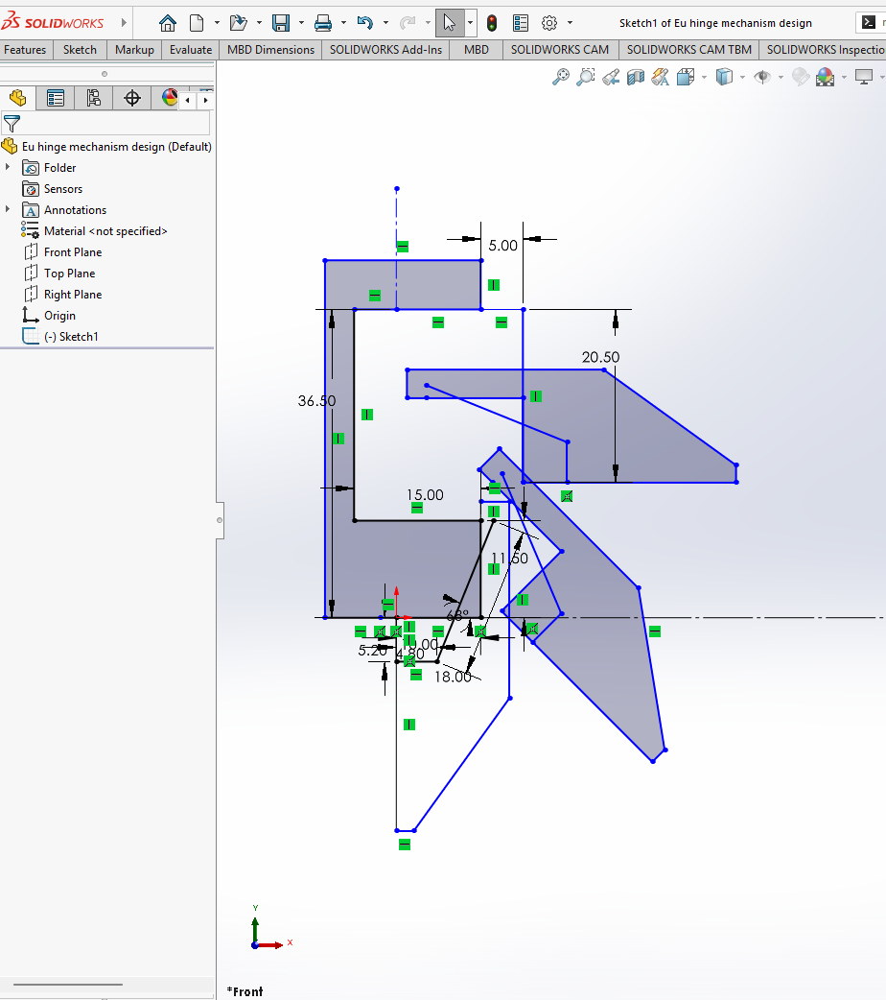 SOLIDWORKS
Sketch1 of Eu hinge mechanism design
Features
Sketch
Markup
Evaluate
MBD Dimensions
SOLIDWORKS Add-Ins
MBD
SOLIDWORKS CAM
SOLIDWORKS CAM TBM
SOLIDWORKS Inspectio
Eu hinge mechanism design (Default)
Folder
Sensors
Annotations
Material <not specified>
Front Plane
Top Plane
Right Plane
Origin
(-) Sketch1
5.00
20.50
36.50
15.00
11.50
68°
5.20
4.80
18.00
Y
X
*Front